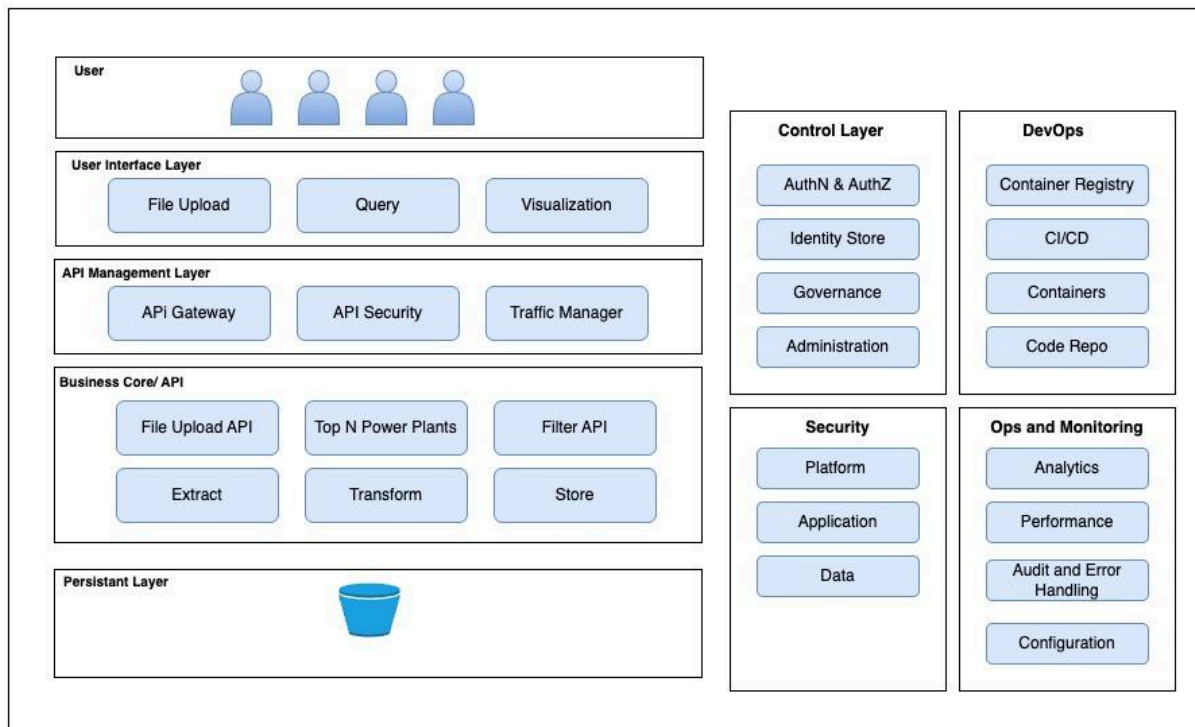 User
User Interface Layer
File Upload
Query
Visualization
API Management Layer
APi Gateway
API Security
Traffic Manager
Business Core/ API
File Upload API
Top N Power Plants
Filter API
Extract
Transform
Store
Persistant Layer
Control Layer
AuthN & AuthZ
Identity Store
Governance
Administration
DevOps
Container Registry
CI/CD
Containers
Code Repo
Security
Platform
Application
Data
Ops and Monitoring
Analytics
Performance
Audit and Error
Handling
Configuration